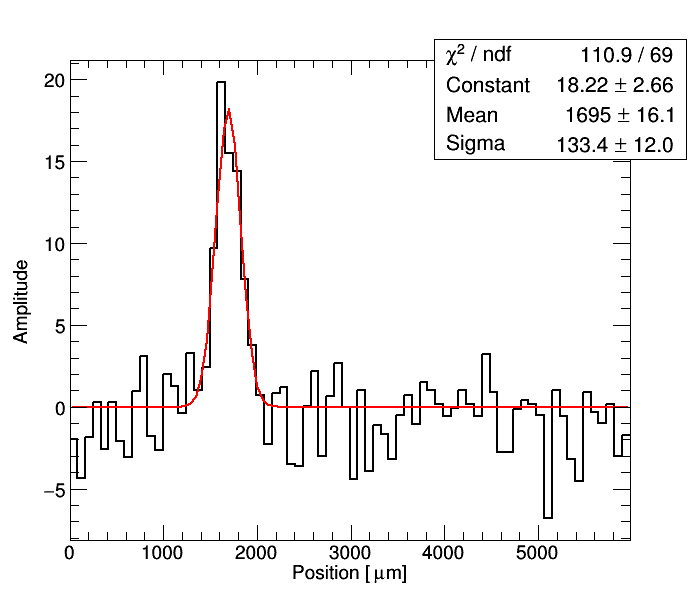 χ² / ndf 110.9 / 69
Constant 18.22 ± 2.66
Mean 1695 ± 16.1
Sigma 133.4 ± 12.0
20
15
10
5
0
−5
Amplitude
0 1000 2000 3000 4000 5000
Position [ μm]